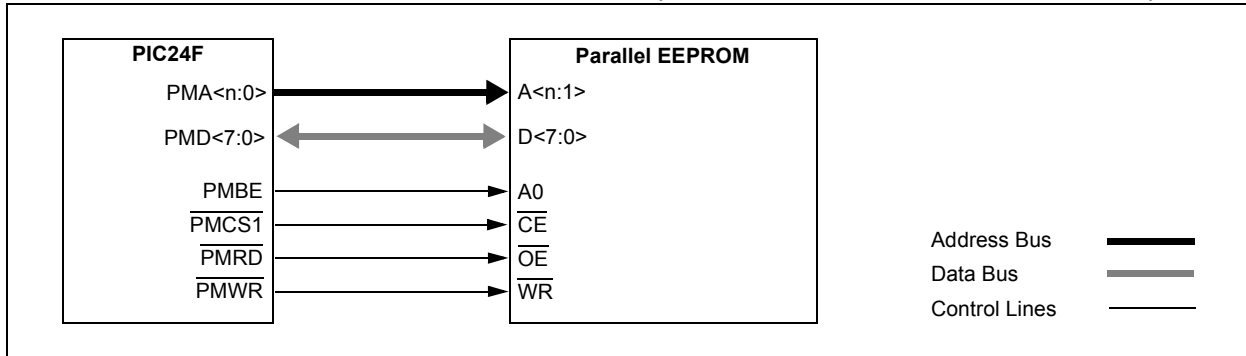 PIC24F
Parallel EEPROM
PMA<n:0>
A<n:1>
PMD<7:0>
D<7:0>
PMBE
A0
PMCS1
CE
PMRD
OE
PMWR
WR
Address Bus
Data Bus
Control Lines